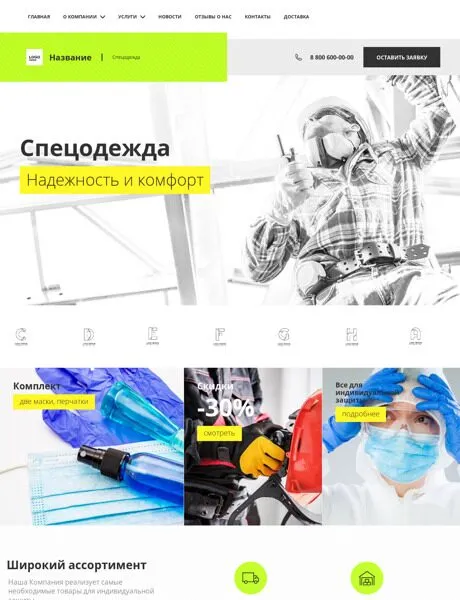 ГЛАВНАЯ О КОМПАНИИ УСЛУГИ НОВОСТИ ОТЗЫВЫ О НАС КОНТАКТЫ ДОСТАВКА
LOGO Название | Спецодежда 8 800 600-00-00 ОСТАВИТЬ ЗАЯВКУ
Спецодежда
Надежность и комфорт
C D E F G H A
Комплект
две маски, перчатки
Скидки
-30%
смотреть
Все для
индивидуальной
защиты
подробнее
Широкий ассортимент
Наша Компания реализует самые
необходимые товары для индивидуальной